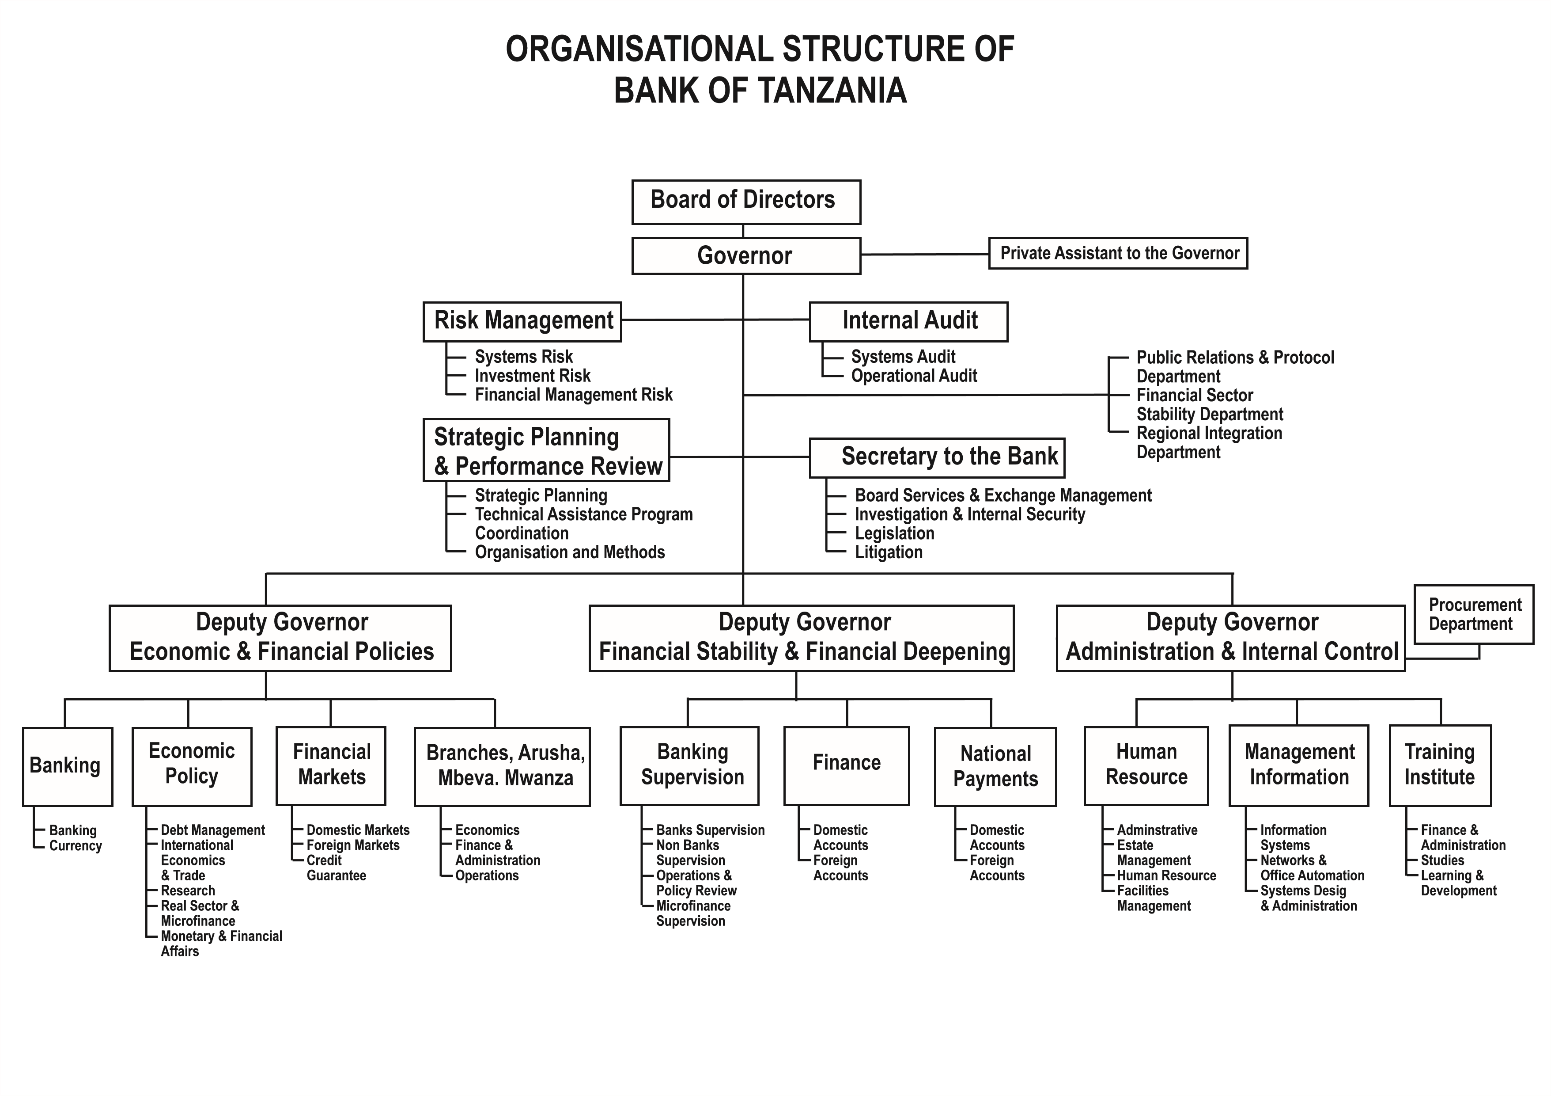 ORGANISATIONAL STRUCTURE OF
BANK OF TANZANIA
Board of Directors
Governor
Private Assistant to the Governor
Risk Management
Systems Risk
Investment Risk
Financial Management Risk
Internal Audit
Systems Audit
Operational Audit
Public Relations & Protocol
Department
Financial Sector
Stability Department
Regional Integration
Department
Strategic Planning
& Performance Review
Strategic Planning
Technical Assistance Program
Coordination
Organisation and Methods
Secretary to the Bank
Board Services & Exchange Management
Investigation & Internal Security
Legislation
Litigation
Deputy Governor
Economic & Financial Policies
Deputy Governor
Financial Stability & Financial Deepening
Deputy Governor
Administration & Internal Control
Procurement
Department
Banking
Banking
Currency
Economic
Policy
Debt Management
International
Economics
& Trade
Research
Real Sector &
Microfinance
Monetary & Financial
Affairs
Financial
Markets
Domestic Markets
Foreign Markets
Credit
Guarantee
Branches, Arusha,
Mbeva. Mwanza
Economics
Finance &
Administration
Operations
Banking
Supervision
Banks Supervision
Non Banks
Supervision
Operations &
Policy Review
Microfinance
Supervision
Finance
Domestic
Accounts
Foreign
Accounts
National
Payments
Domestic
Accounts
Foreign
Accounts
Human
Resource
Adminstrative
Estate
Management
Human Resource
Facilities
Management
Management
Information
Information
Systems
Networks &
Office Automation
Systems Desig
& Administration
Training
Institute
Finance &
Administration
Studies
Learning &
Development